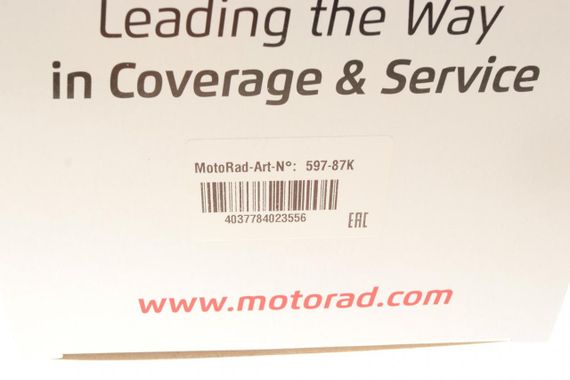 Leading the Way
in Coverage & Service
MotoRad-Art-N°: 597-87K
4037784023556
EAC
www.motorad.com